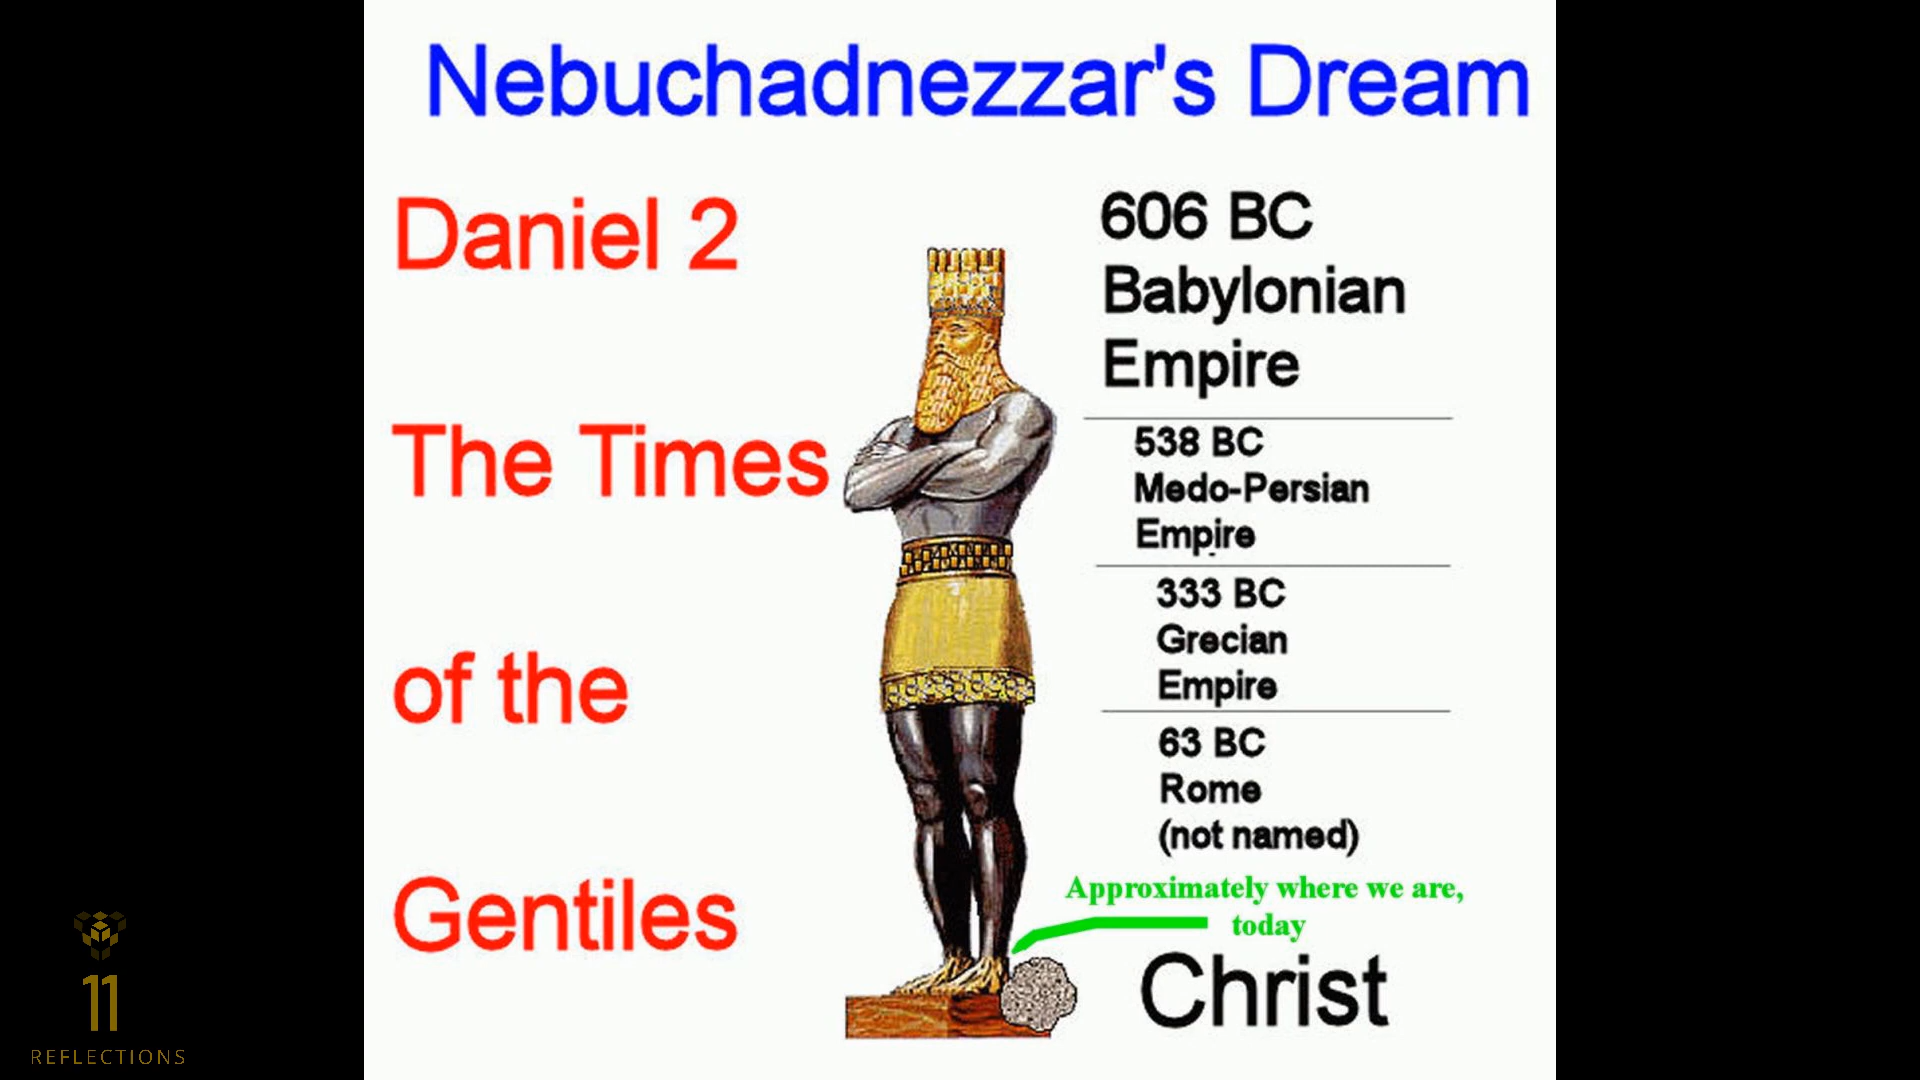 Nebuchadnezzar's Dream
Daniel 2
The Times
of the
Gentiles
606 BC
Babylonian
Empire
538 BC
Medo-Persian
Empire
333 BC
Grecian
Empire
63 BC
Rome
(not named)
Approximately where we are,
today
Christ
11
REFLECTIONS